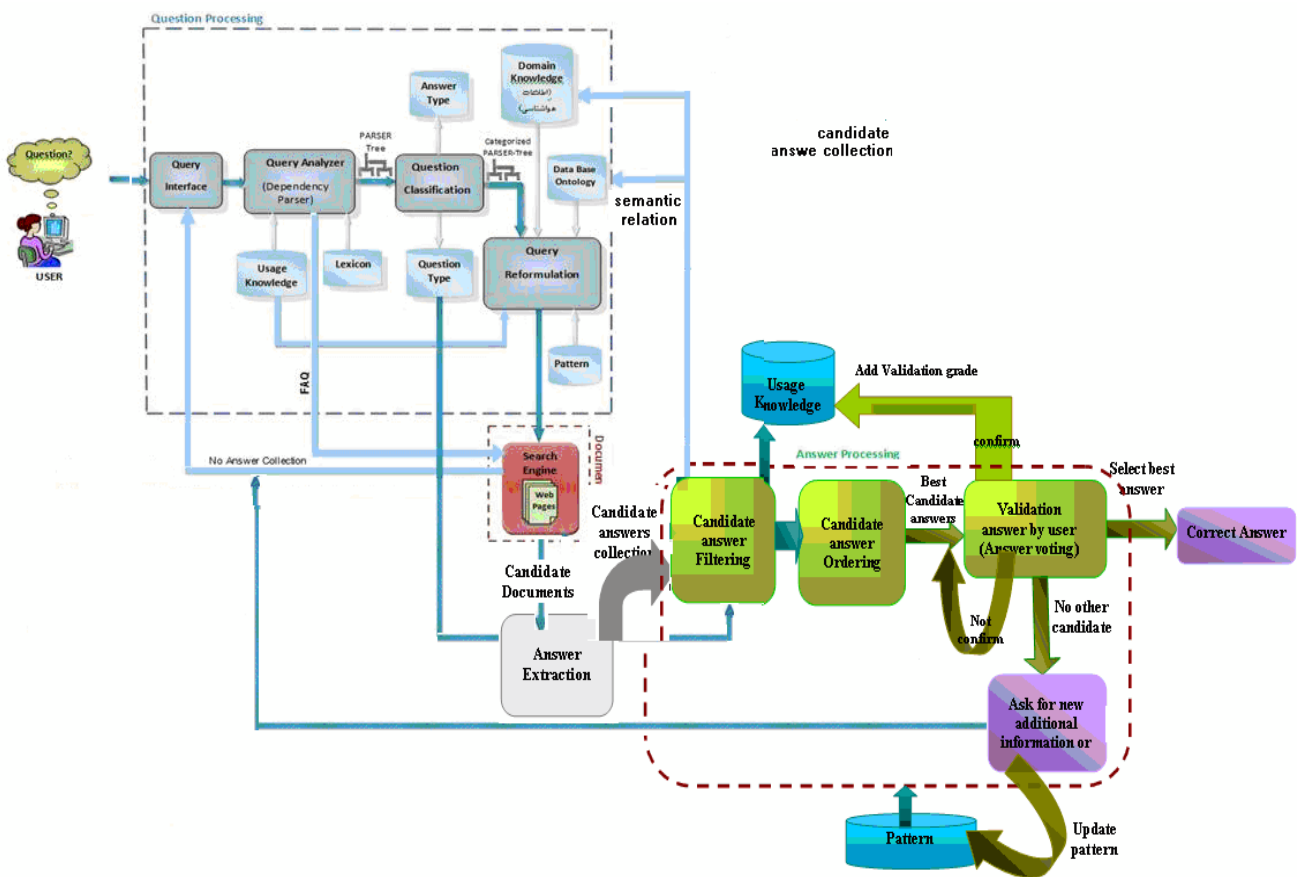 Question Processing
Question?
USER
Query
Interface
Query Analyzer
(Dependency
Parser)
PARSER
Tree
Answer
Type
Question
Classification
Categorized
PARSER-Tree
Domain
Knowledge
(اطلاعات
هواشناسي)
Data Base
Ontology
Usage
Knowledge
Lexicon
Question
Type
Query
Reformulation
Pattern
FAQ
semantic
relation
candidate
answe collection
No Answer Collection
Documen
Search
Engine
Web
Pages
Candidate
Documents
Answer
Extraction
Candidate
answers
collection
Usage
Knowledge
Add Validation grade
confirm
Answer Processing
Candidate
answer
Filtering
Candidate
answer
Ordering
Best
Candidate
answers
Validation
answer by user
(Answer voting)
Select best
answer
Correct Answer
Not
confirm
No other
candidate
Ask for new
additional
information or
Pattern
Update
pattern